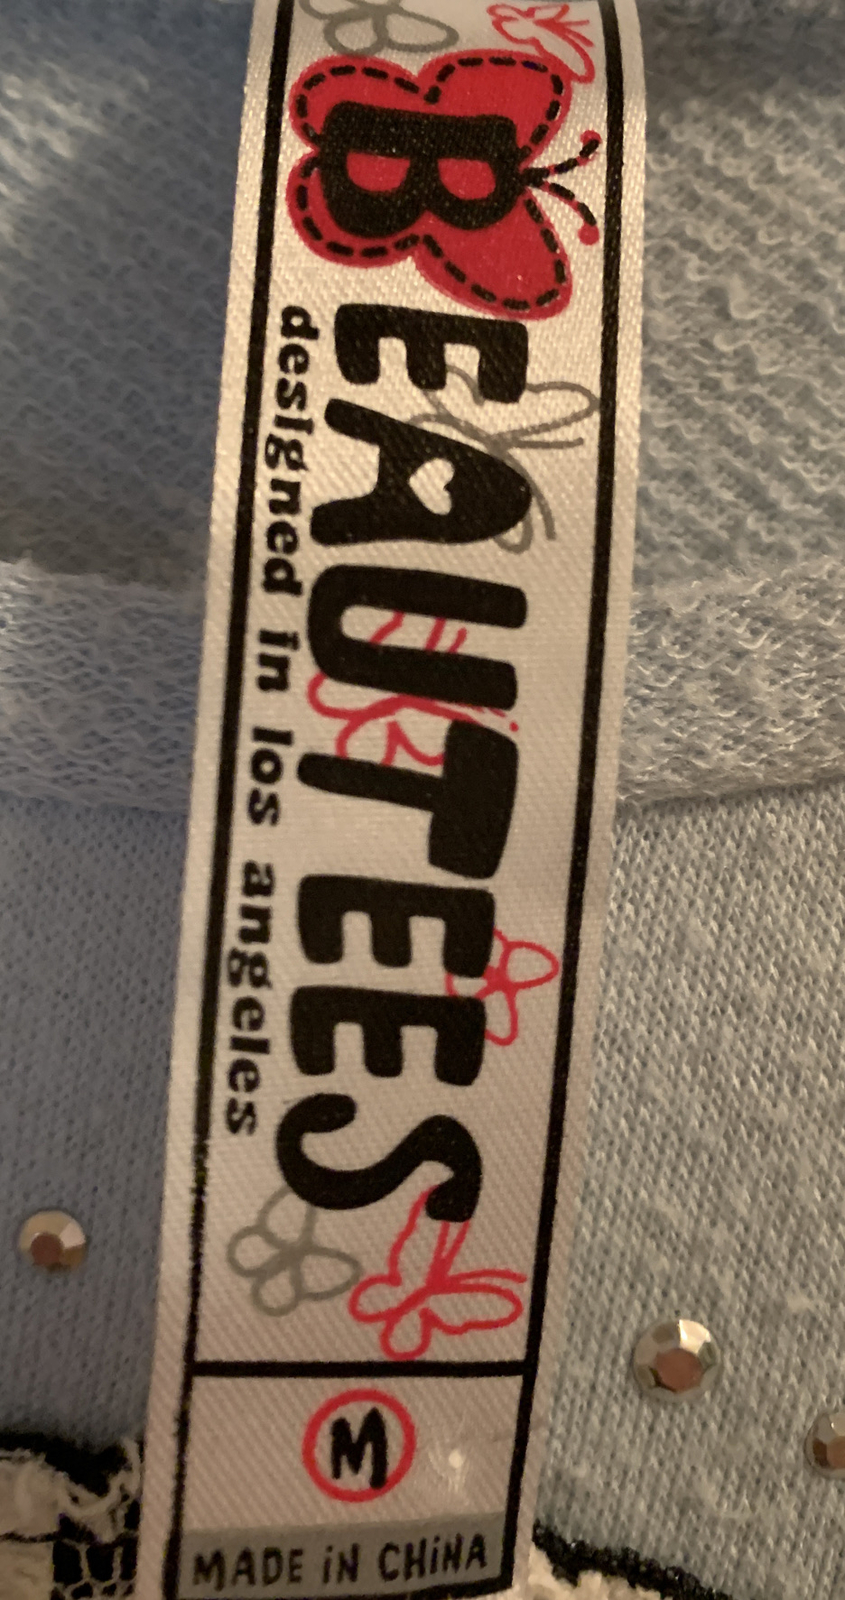 BEAUTEES
designed in los angeles
M
MADE iN CHiNA